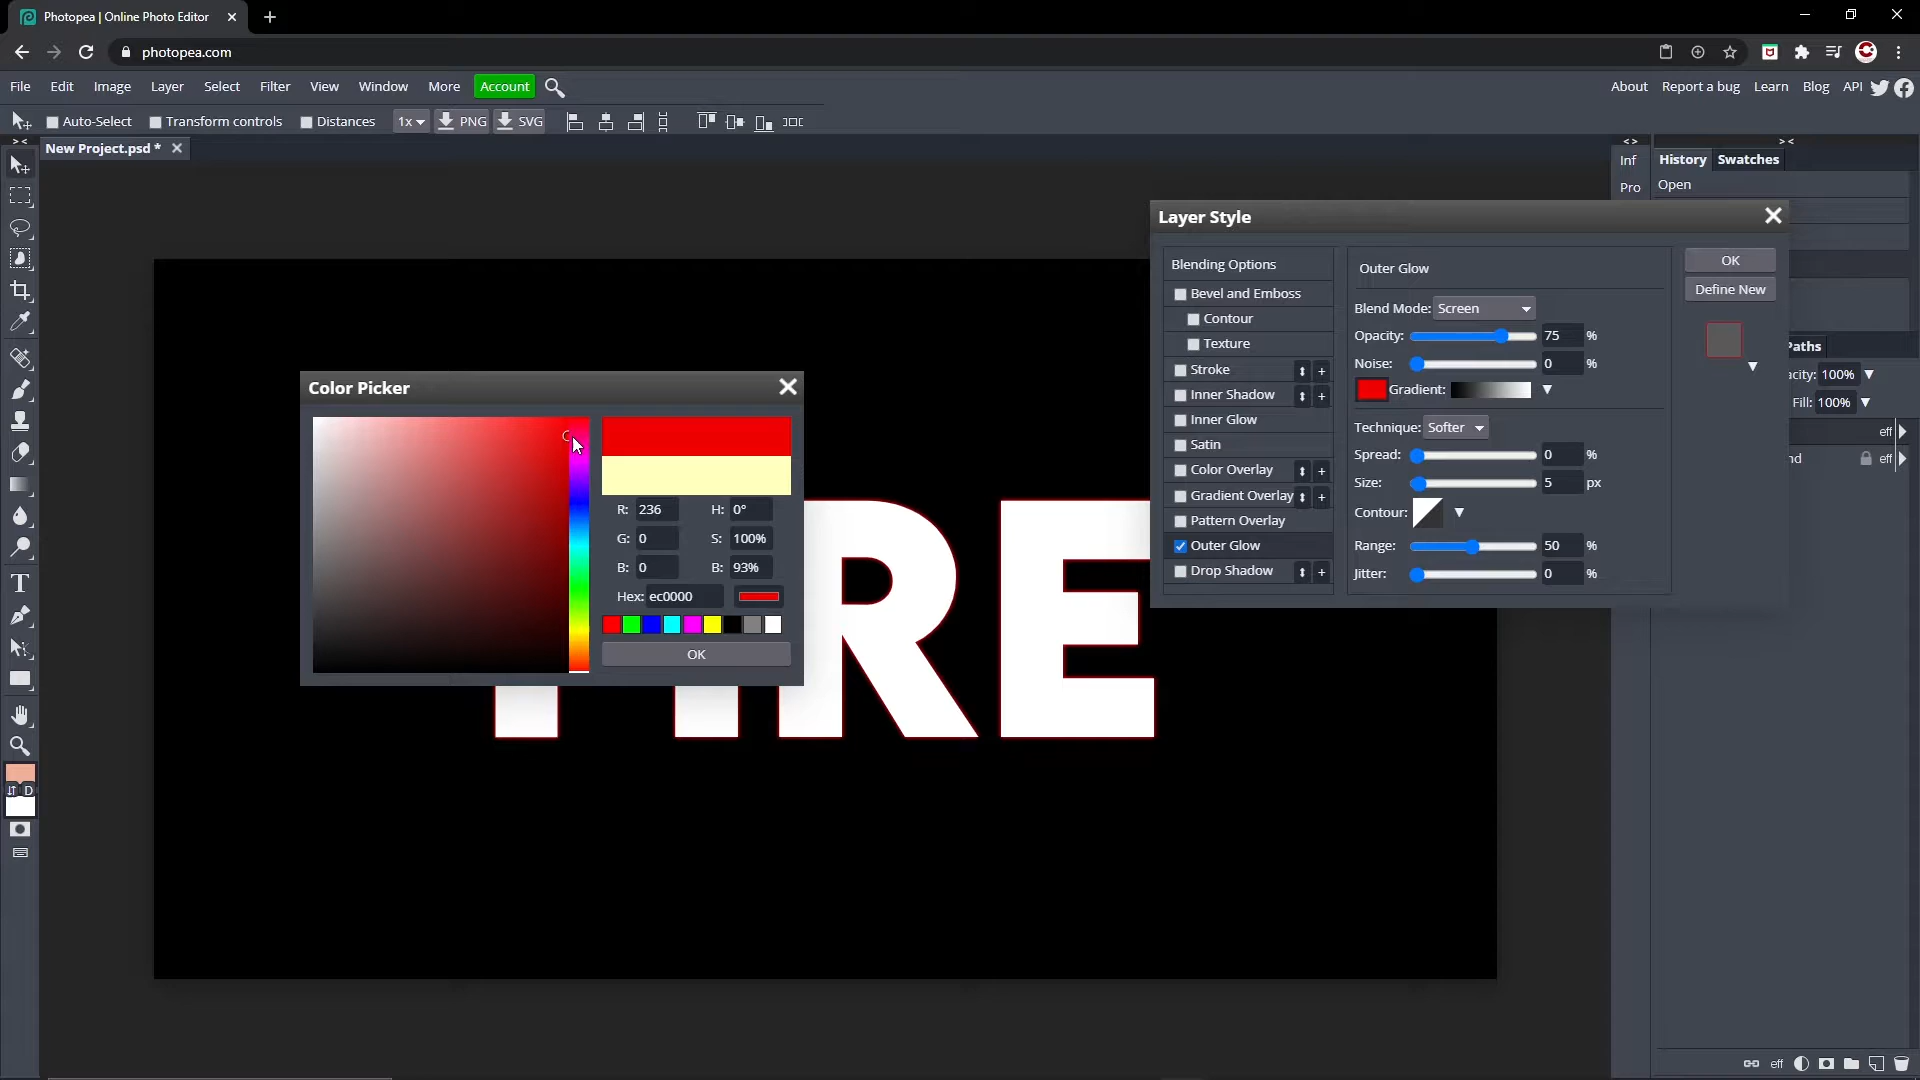 Photopea | Online Photo Editor
photopea.com
File Edit Image Layer Select Filter View Window More Account
About Report a bug Learn Blog API
Auto-Select Transform controls Distances 1x PNG SVG
New Project.psd *
Inf
Pro
History Swatches
Open
Layer Style
Blending Options
Bevel and Emboss
Contour
Texture
Stroke
Inner Shadow
Inner Glow
Satin
Color Overlay
Gradient Overlay
Pattern Overlay
Outer Glow
Drop Shadow
Outer Glow
Blend Mode: Screen
Opacity: 75 %
Noise: 0 %
Gradient:
Technique: Softer
Spread: 0 %
Size: 5 px
Contour:
Range: 50 %
Jitter: 0 %
OK
Define New
Paths
acity: 100%
Fill: 100%
eff
nd eff
Color Picker
R: 236 H: 0°
G: 0 S: 100%
B: 0 B: 93%
Hex: ec0000
OK
FIRE
T
D
eff